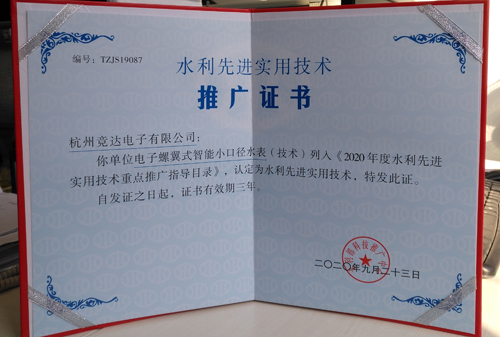 编号：TZJS19087
水利先进实用技术
推广证书
杭州竞达电子有限公司：
你单位电子螺翼式智能小口径水表（技术）列入《2020年度水利先进
实用技术重点推广指导目录》，认定为水利先进实用技术，特发此证。
自发证之日起，证书有效期三年。
科技推广中
二〇二〇年九月二十三日